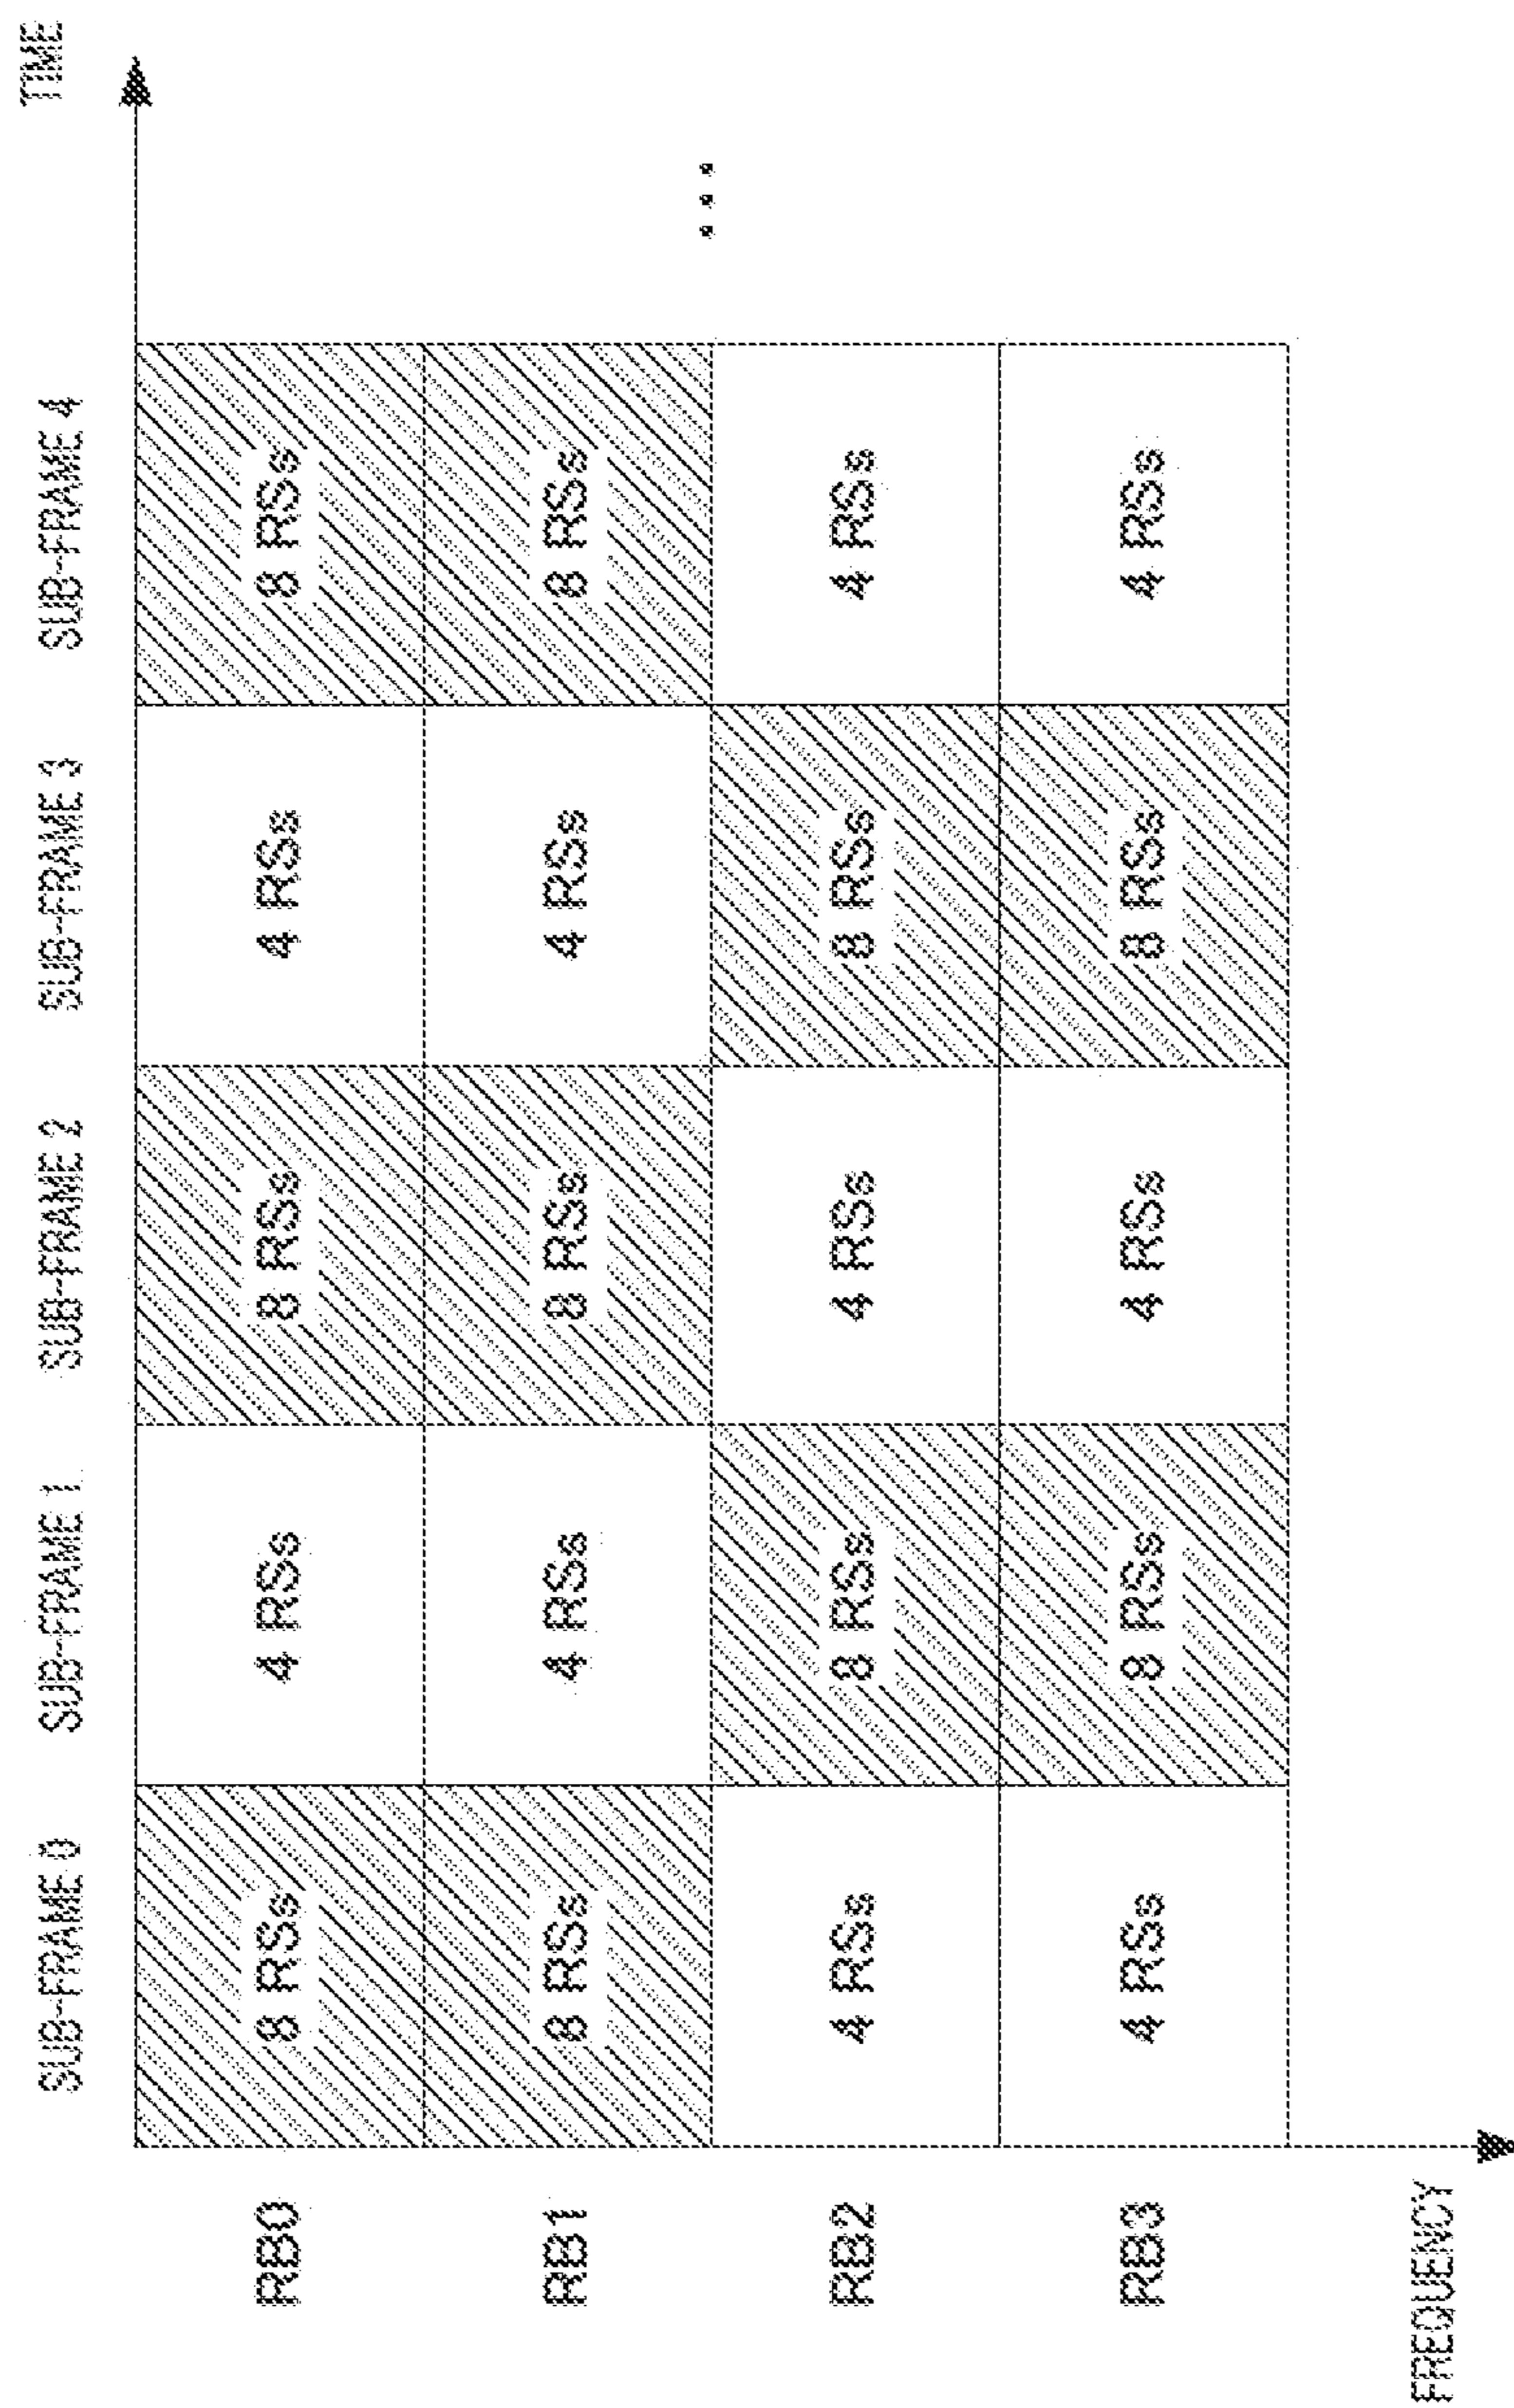 TIME
SUB-FRAME 0 SUB-FRAME 1 SUB-FRAME 2 SUB-FRAME 3 SUB-FRAME 4
RB0 8 RSs 4 RSs 8 RSs 4 RSs 8 RSs
RB1 8 RSs 4 RSs 8 RSs 4 RSs 8 RSs
...
RB2 4 RSs 8 RSs 4 RSs 8 RSs 4 RSs
RB3 4 RSs 8 RSs 4 RSs 8 RSs 4 RSs
FREQUENCY